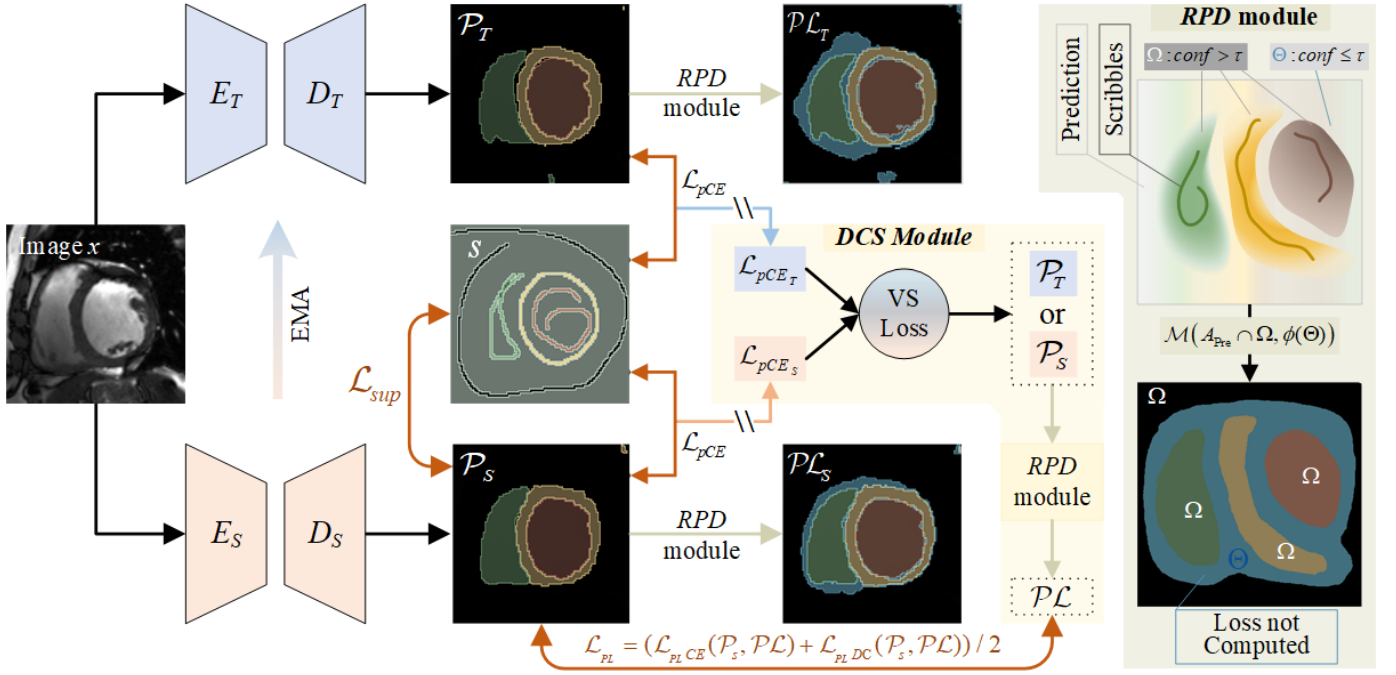 E_T
D_T
𝒫_T
RPD
module
𝒫ℒ_T
ℒ_pCE
Image x
EMA
ℒ_sup
s
ℒ_pCE
E_S
D_S
𝒫_S
RPD
module
𝒫ℒ_S
DCS Module
ℒ_pCE_T
ℒ_pCE_S
VS
Loss
𝒫_T
or
𝒫_S
RPD
module
𝒫ℒ
ℒ_PL = (ℒ_PL CE(𝒫_s, 𝒫ℒ) + ℒ_PL DC(𝒫_s, 𝒫ℒ)) / 2
RPD module
Ω : conf > τ
Θ : conf ≤ τ
Prediction
Scribbles
ℳ(A_Pre ∩ Ω, ϕ(Θ))
Ω
Ω
Ω
Ω
Θ
Loss not
Computed